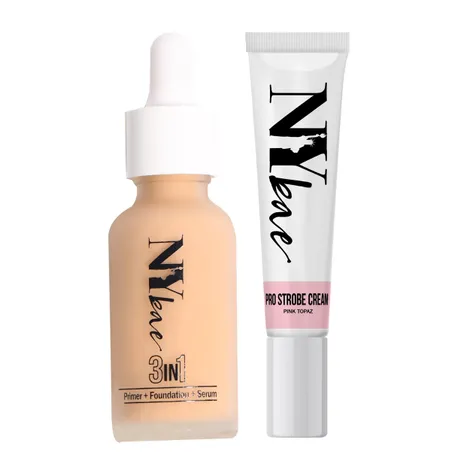 NY
bae
3IN1
Primer + Foundation + Serum
NY
bae
PRO STROBE CREAM
PINK TOPAZ